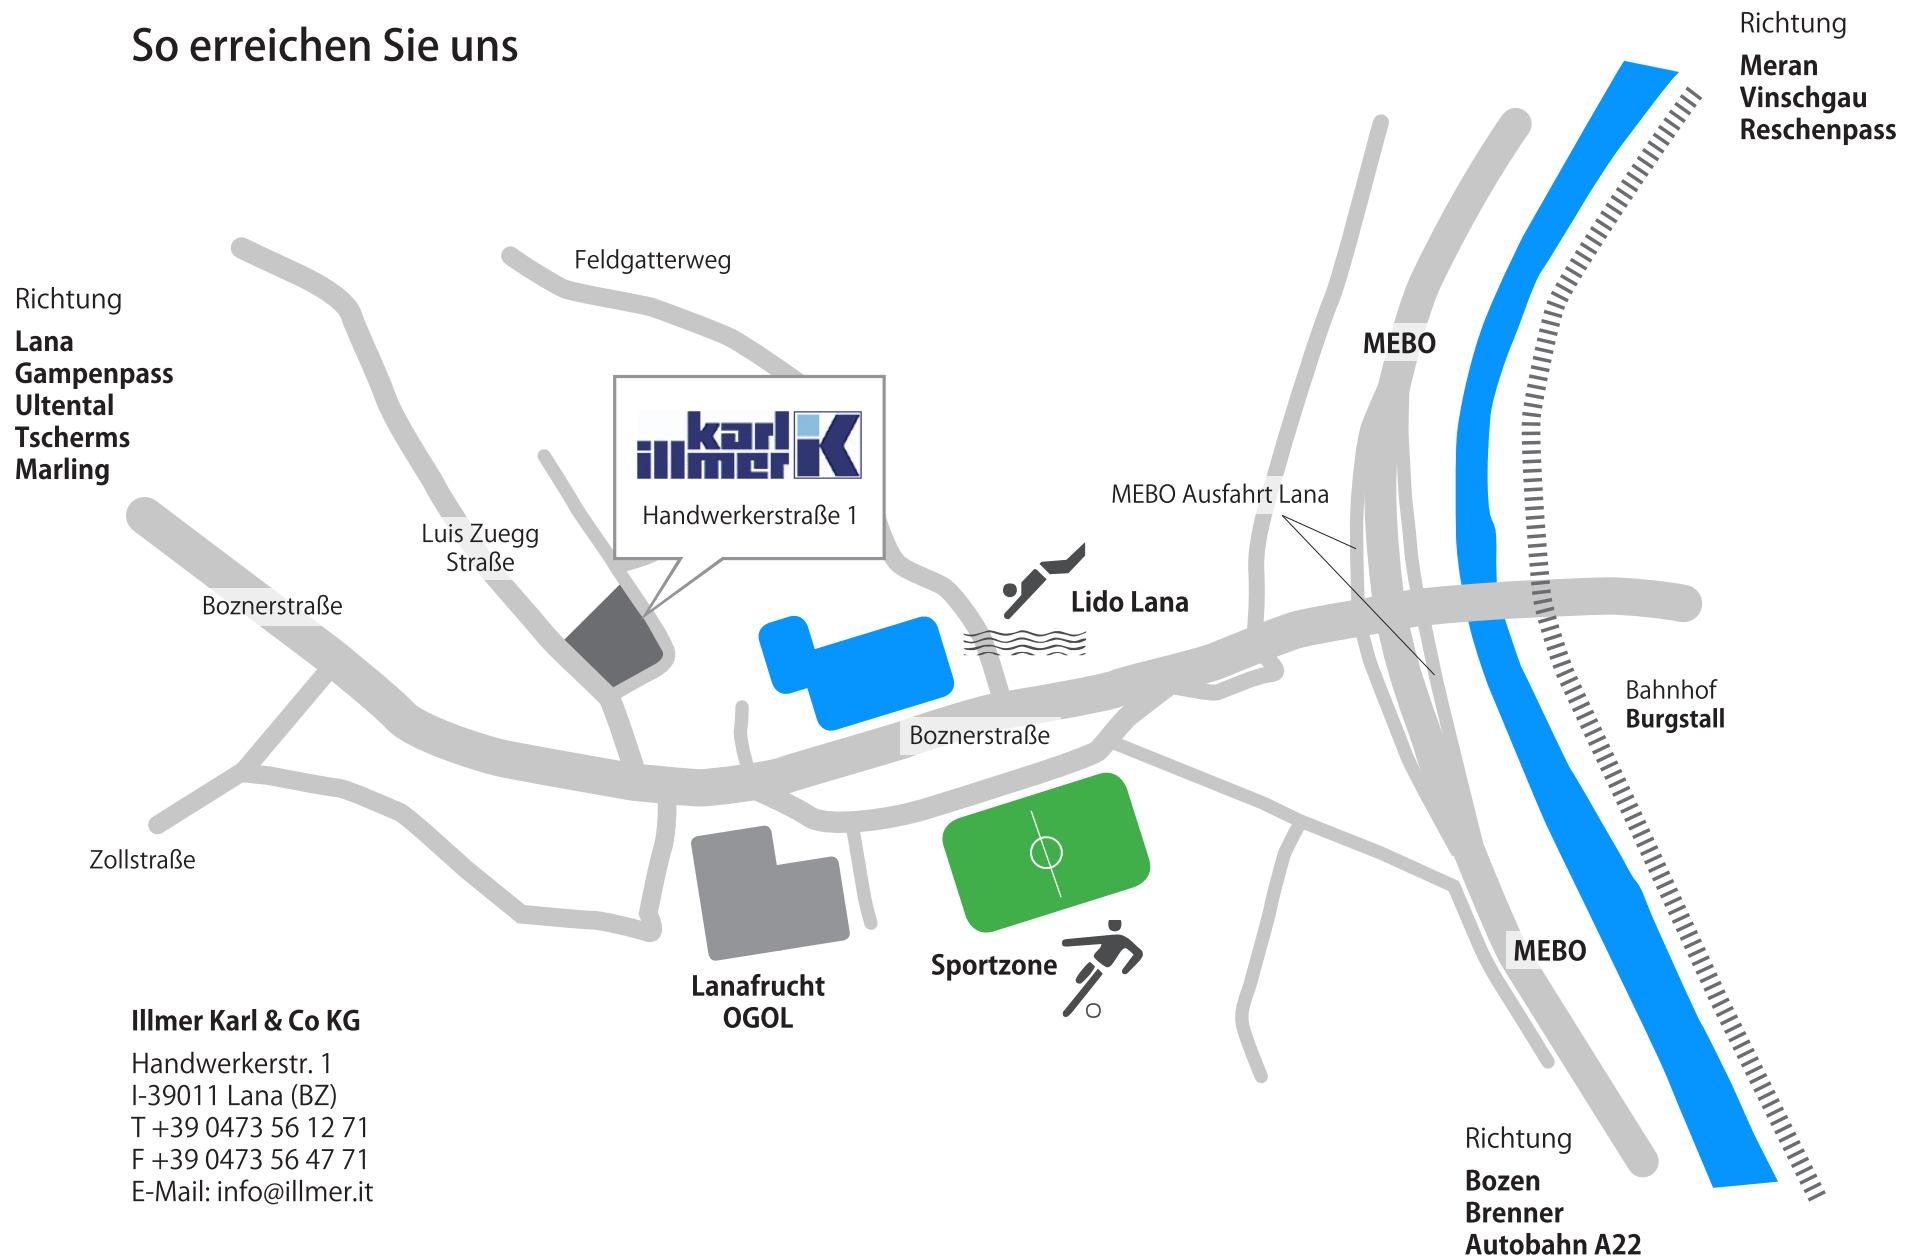 So erreichen Sie uns
Richtung
Meran
Vinschgau
Reschenpass
Feldgatterweg
Richtung
Lana
Gampenpass
Ultental
Tscherms
Marling
MEBO
karl
illmer
iK
Handwerkerstraße 1
MEBO Ausfahrt Lana
Luis Zuegg
Straße
Boznerstraße
Lido Lana
Bahnhof
Burgstall
Boznerstraße
Zollstraße
MEBO
Sportzone
Lanafrucht
OGOL
Illmer Karl & Co KG
Handwerkerstr. 1
I-39011 Lana (BZ)
T +39 0473 56 12 71
F +39 0473 56 47 71
E-Mail: info@illmer.it
Richtung
Bozen
Brenner
Autobahn A22